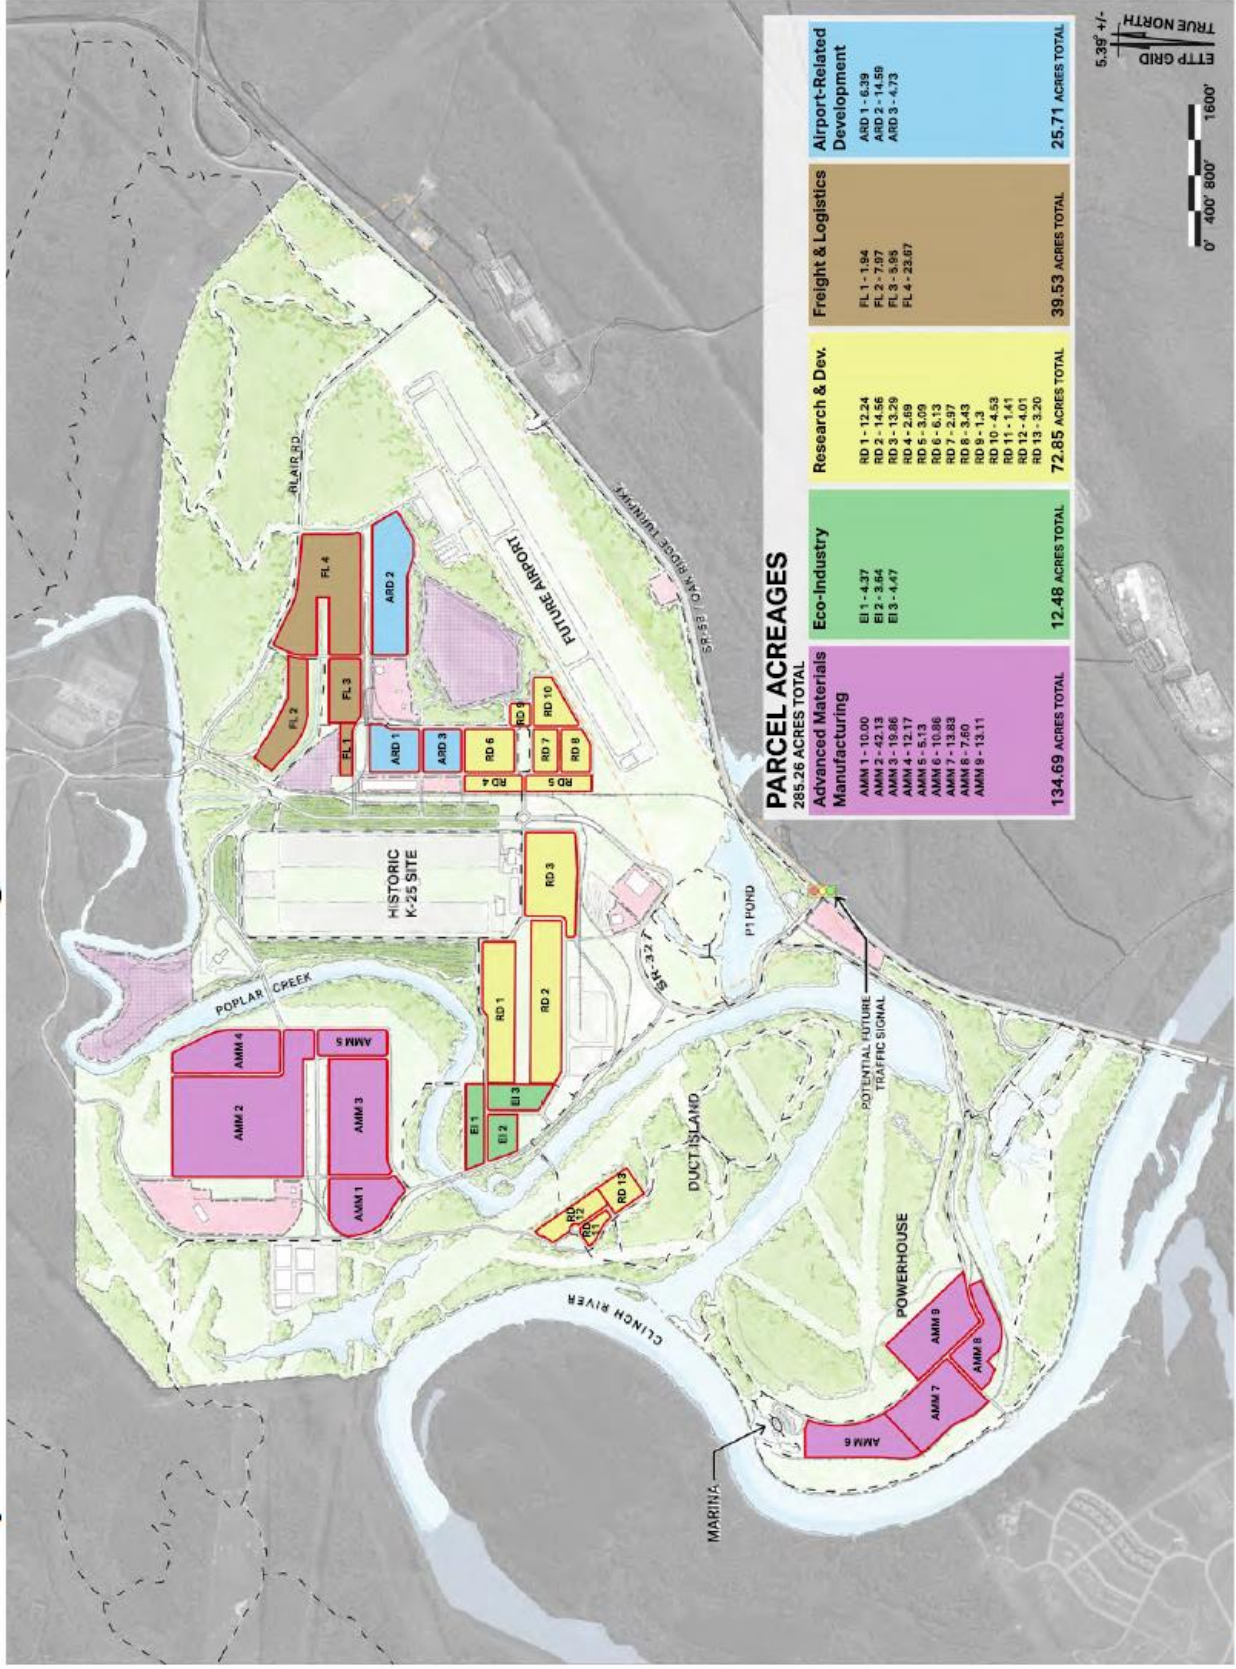 BLAIR RD
FL 4
FL 2
FL 3
FL 1
ARD 2
ARD 1
ARD 3
RD 6
RD 9
RD 10
RD 7
RD 8
RD 4
RD 5
FUTURE AIRPORT
SR-58 / OAK RIDGE TURNPIKE
HISTORIC
K-25 SITE
RD 3
RD 1
RD 2
SR-327
P1 POND
POPLAR CREEK
AMM 4
AMM 5
AMM 2
AMM 3
AMM 1
EI 1
EI 2
EI 3
RD
12
RD
11
RD 13
DUCT ISLAND
CLINCH RIVER
POTENTIAL FUTURE
TRAFFIC SIGNAL
POWERHOUSE
AMM 9
AMM 8
AMM 7
AMM 6
MARINA
PARCEL ACREAGES
285.26 ACRES TOTAL
Advanced Materials
Manufacturing
AMM 1 - 10.00
AMM 2 - 42.13
AMM 3 - 19.86
AMM 4 - 12.17
AMM 5 - 5.13
AMM 6 - 10.86
AMM 7 - 13.83
AMM 8 - 7.60
AMM 9 - 13.11
134.69 ACRES TOTAL
Eco-Industry
EI 1 - 4.37
EI 2 - 3.64
EI 3 - 4.47
12.48 ACRES TOTAL
Research & Dev.
RD 1 - 12.24
RD 2 - 14.56
RD 3 - 13.29
RD 4 - 2.69
RD 5 - 3.09
RD 6 - 6.13
RD 7 - 2.97
RD 8 - 3.43
RD 9 - 1.3
RD 10 - 4.53
RD 11 - 1.41
RD 12 - 4.01
RD 13 - 3.20
72.85 ACRES TOTAL
Freight & Logistics
FL 1 - 1.94
FL 2 - 7.97
FL 3 - 5.95
FL 4 - 23.67
39.53 ACRES TOTAL
Airport-Related
Development
ARD 1 - 6.39
ARD 2 - 14.59
ARD 3 - 4.73
25.71 ACRES TOTAL
0' 400' 800' 1600'
5.39° +/-
ETTP GRID
TRUE NORTH